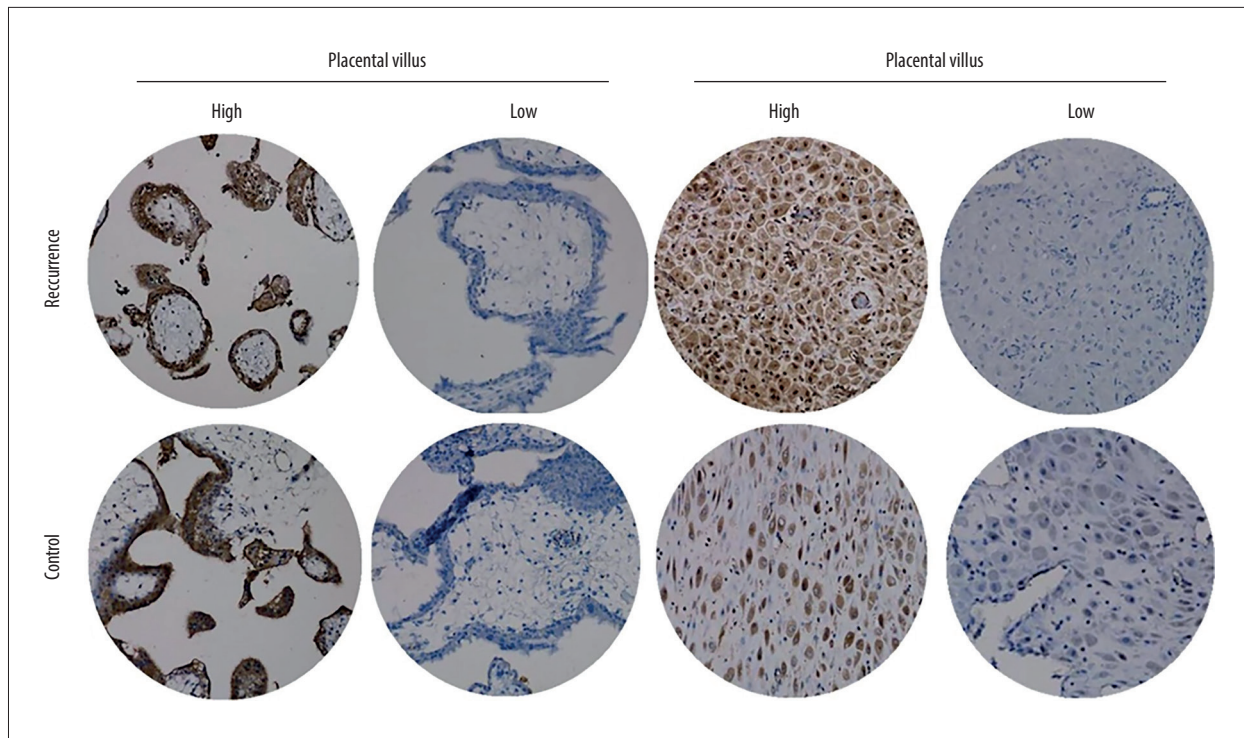 Placental villus
Placental villus
High
Low
High
Low
Reccurrence
Control